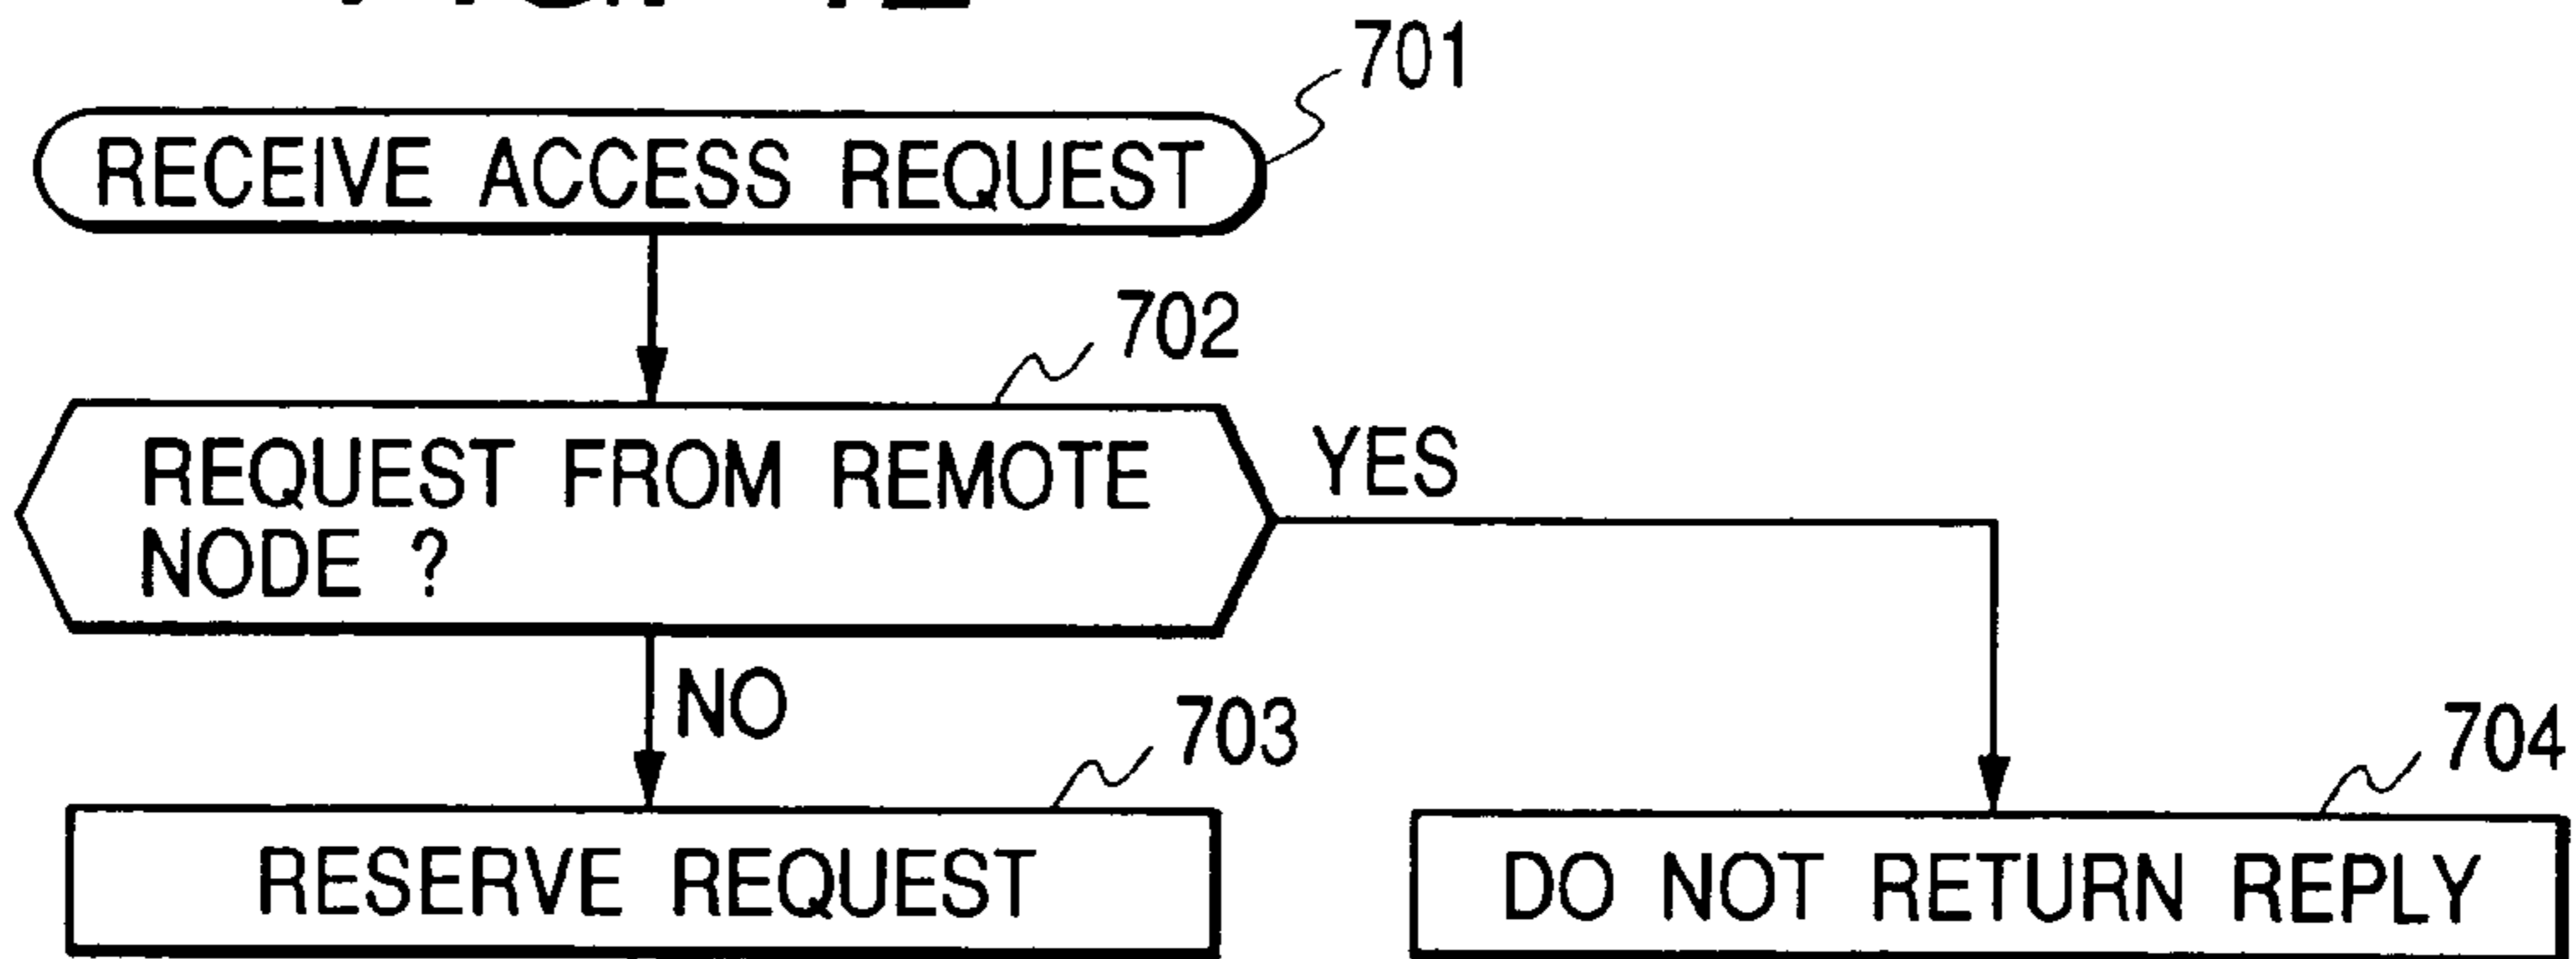 701
RECEIVE ACCESS REQUEST
702
REQUEST FROM REMOTE
NODE ?
YES
NO
703
704
RESERVE REQUEST
DO NOT RETURN REPLY